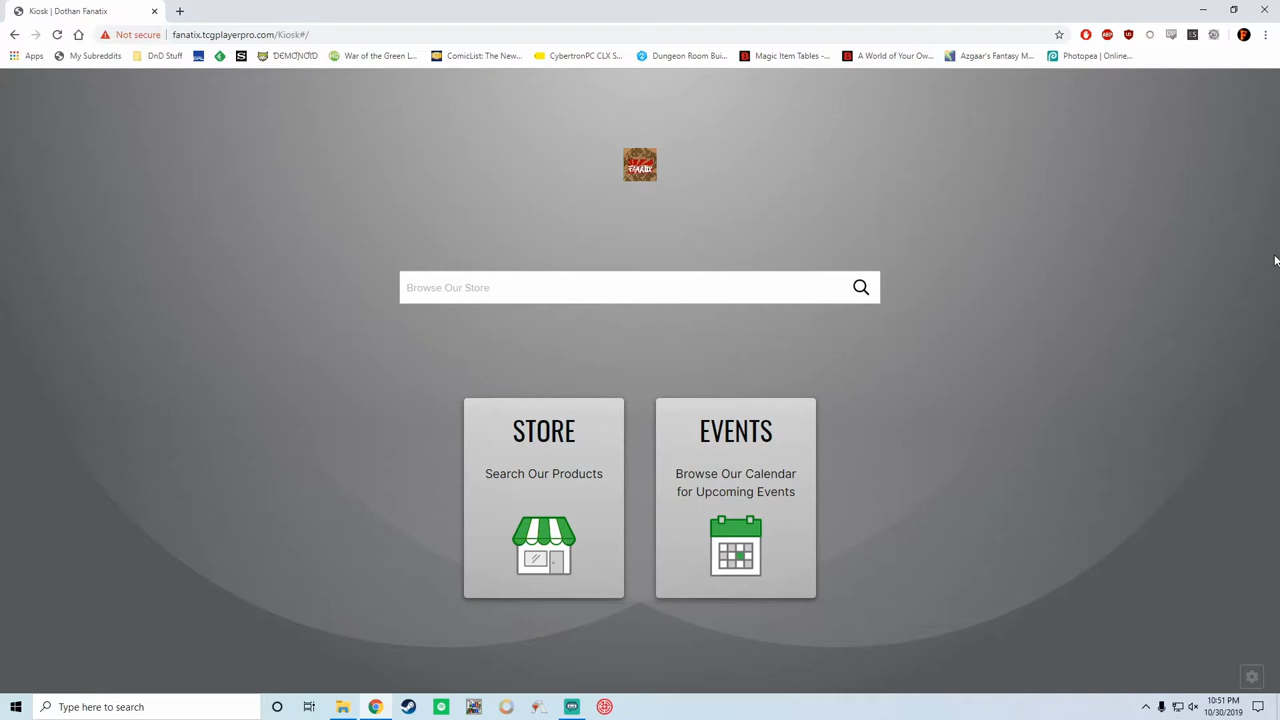 Kiosk | Dothan Fanatix
Not secure
fanatix.tcgplayerpro.com/Kiosk#/
Apps
My Subreddits
DnD Stuff
War of the Green L...
ComicList: The New...
CybertronPC CLX S...
Dungeon Room Bui...
Magic Item Tables -...
A World of Your Ow...
Azgaar's Fantasy M...
Photopea | Online...
Browse Our Store
STORE
Search Our Products
EVENTS
Browse Our Calendar
for Upcoming Events
Type here to search
10:51 PM
10/30/2019